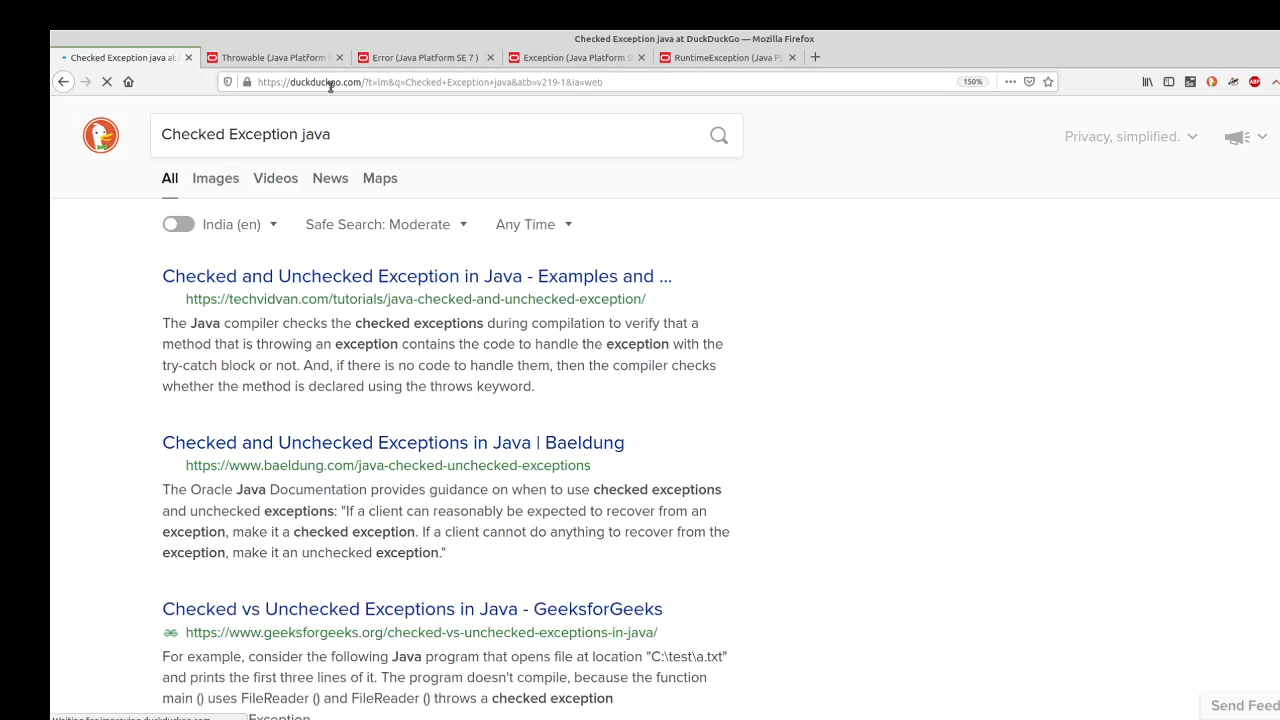 Checked Exception java at DuckDuckGo — Mozilla Firefox
Checked Exception java at
Throwable (Java Platform
Error (Java Platform SE 7 )
Exception (Java Platform S
RuntimeException (Java Pl
https://duckduckgo.com/?t=lm&q=Checked+Exception+java&atb=v219-1&ia=web
150%
ABP
Checked Exception java
Privacy, simplified.
All Images Videos News Maps
India (en) Safe Search: Moderate Any Time
Checked and Unchecked Exception in Java - Examples and ...
https://techvidvan.com/tutorials/java-checked-and-unchecked-exception/
The Java compiler checks the checked exceptions during compilation to verify that a
method that is throwing an exception contains the code to handle the exception with the
try-catch block or not. And, if there is no code to handle them, then the compiler checks
whether the method is declared using the throws keyword.
Checked and Unchecked Exceptions in Java | Baeldung
https://www.baeldung.com/java-checked-unchecked-exceptions
The Oracle Java Documentation provides guidance on when to use checked exceptions
and unchecked exceptions: "If a client can reasonably be expected to recover from an
exception, make it a checked exception. If a client cannot do anything to recover from the
exception, make it an unchecked exception."
Checked vs Unchecked Exceptions in Java - GeeksforGeeks
https://www.geeksforgeeks.org/checked-vs-unchecked-exceptions-in-java/
For example, consider the following Java program that opens file at location "C:\test\a.txt"
and prints the first three lines of it. The program doesn't compile, because the function
main () uses FileReader () and FileReader () throws a checked exception
Send Feed
Exception.